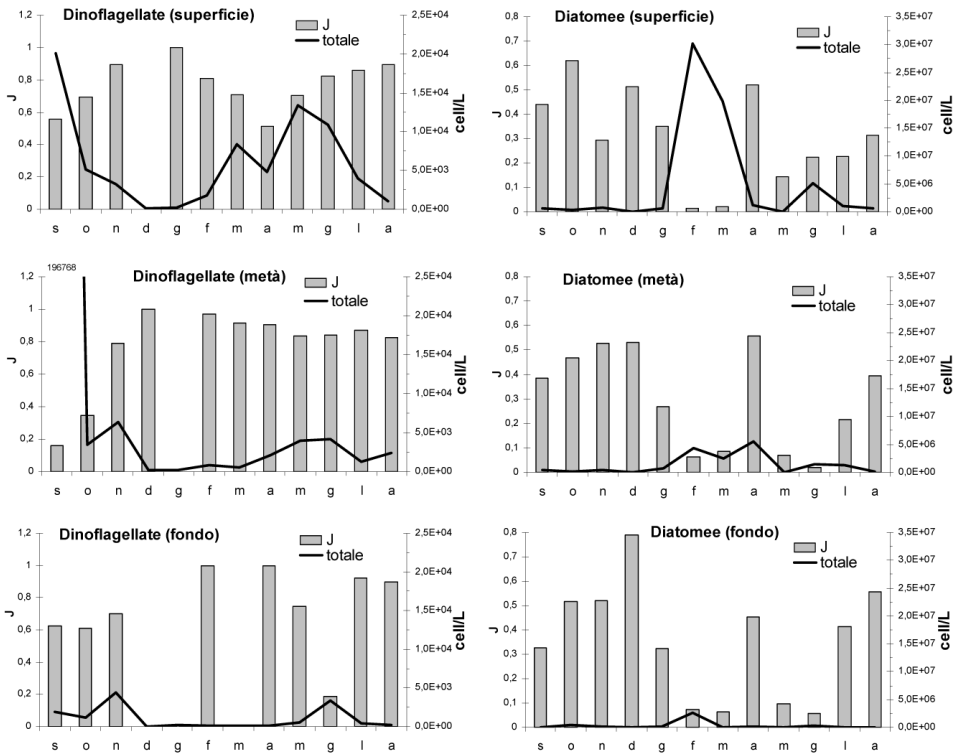 Dinoflagellate (superficie)
J
totale
1,2
1
0,8
0,6
0,4
0,2
0
J
2,5E+04
2,0E+04
1,5E+04
1,0E+04
5,0E+03
0,0E+00
cell/L
s o n d g f m a m g l a
Diatomee (superficie)
J
totale
0,8
0,7
0,6
0,5
0,4
0,3
0,2
0,1
0
J
3,5E+07
3,0E+07
2,5E+07
2,0E+07
1,5E+07
1,0E+07
5,0E+06
0,0E+00
cell/L
s o n d g f m a m g l a
196768
Dinoflagellate (metà)
J
totale
1,2
1
0,8
0,6
0,4
0,2
0
J
2,5E+04
2,0E+04
1,5E+04
1,0E+04
5,0E+03
0,0E+00
cell/L
s o n d g f m a m g l a
Diatomee (metà)
J
totale
0,8
0,7
0,6
0,5
0,4
0,3
0,2
0,1
0
J
3,5E+07
3,0E+07
2,5E+07
2,0E+07
1,5E+07
1,0E+07
5,0E+06
0,0E+00
cell/L
s o n d g f m a m g l a
Dinoflagellate (fondo)
J
totale
1,2
1
0,8
0,6
0,4
0,2
0
J
2,5E+04
2,0E+04
1,5E+04
1,0E+04
5,0E+03
0,0E+00
cell/L
s o n d g f m a m g l a
Diatomee (fondo)
J
totale
0,8
0,7
0,6
0,5
0,4
0,3
0,2
0,1
0
J
3,5E+07
3,0E+07
2,5E+07
2,0E+07
1,5E+07
1,0E+07
5,0E+06
0,0E+00
cell/L
s o n d g f m a m g l a